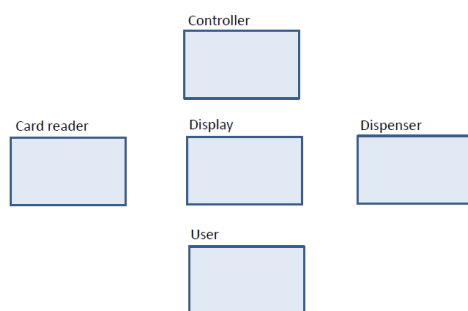 Controller
Card reader
Display
Dispenser
User